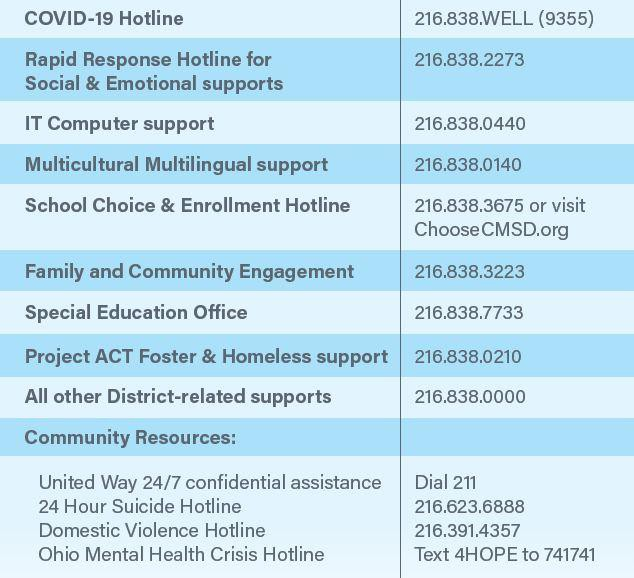 COVID-19 Hotline 216.838.WELL (9355)
Rapid Response Hotline for 216.838.2273
Social & Emotional supports
IT Computer support 216.838.0440
Multicultural Multilingual support 216.838.0140
School Choice & Enrollment Hotline 216.838.3675 or visit
ChooseCMSD.org
Family and Community Engagement 216.838.3223
Special Education Office 216.838.7733
Project ACT Foster & Homeless support 216.838.0210
All other District-related supports 216.838.0000
Community Resources:
United Way 24/7 confidential assistance Dial 211
24 Hour Suicide Hotline 216.623.6888
Domestic Violence Hotline 216.391.4357
Ohio Mental Health Crisis Hotline Text 4HOPE to 741741